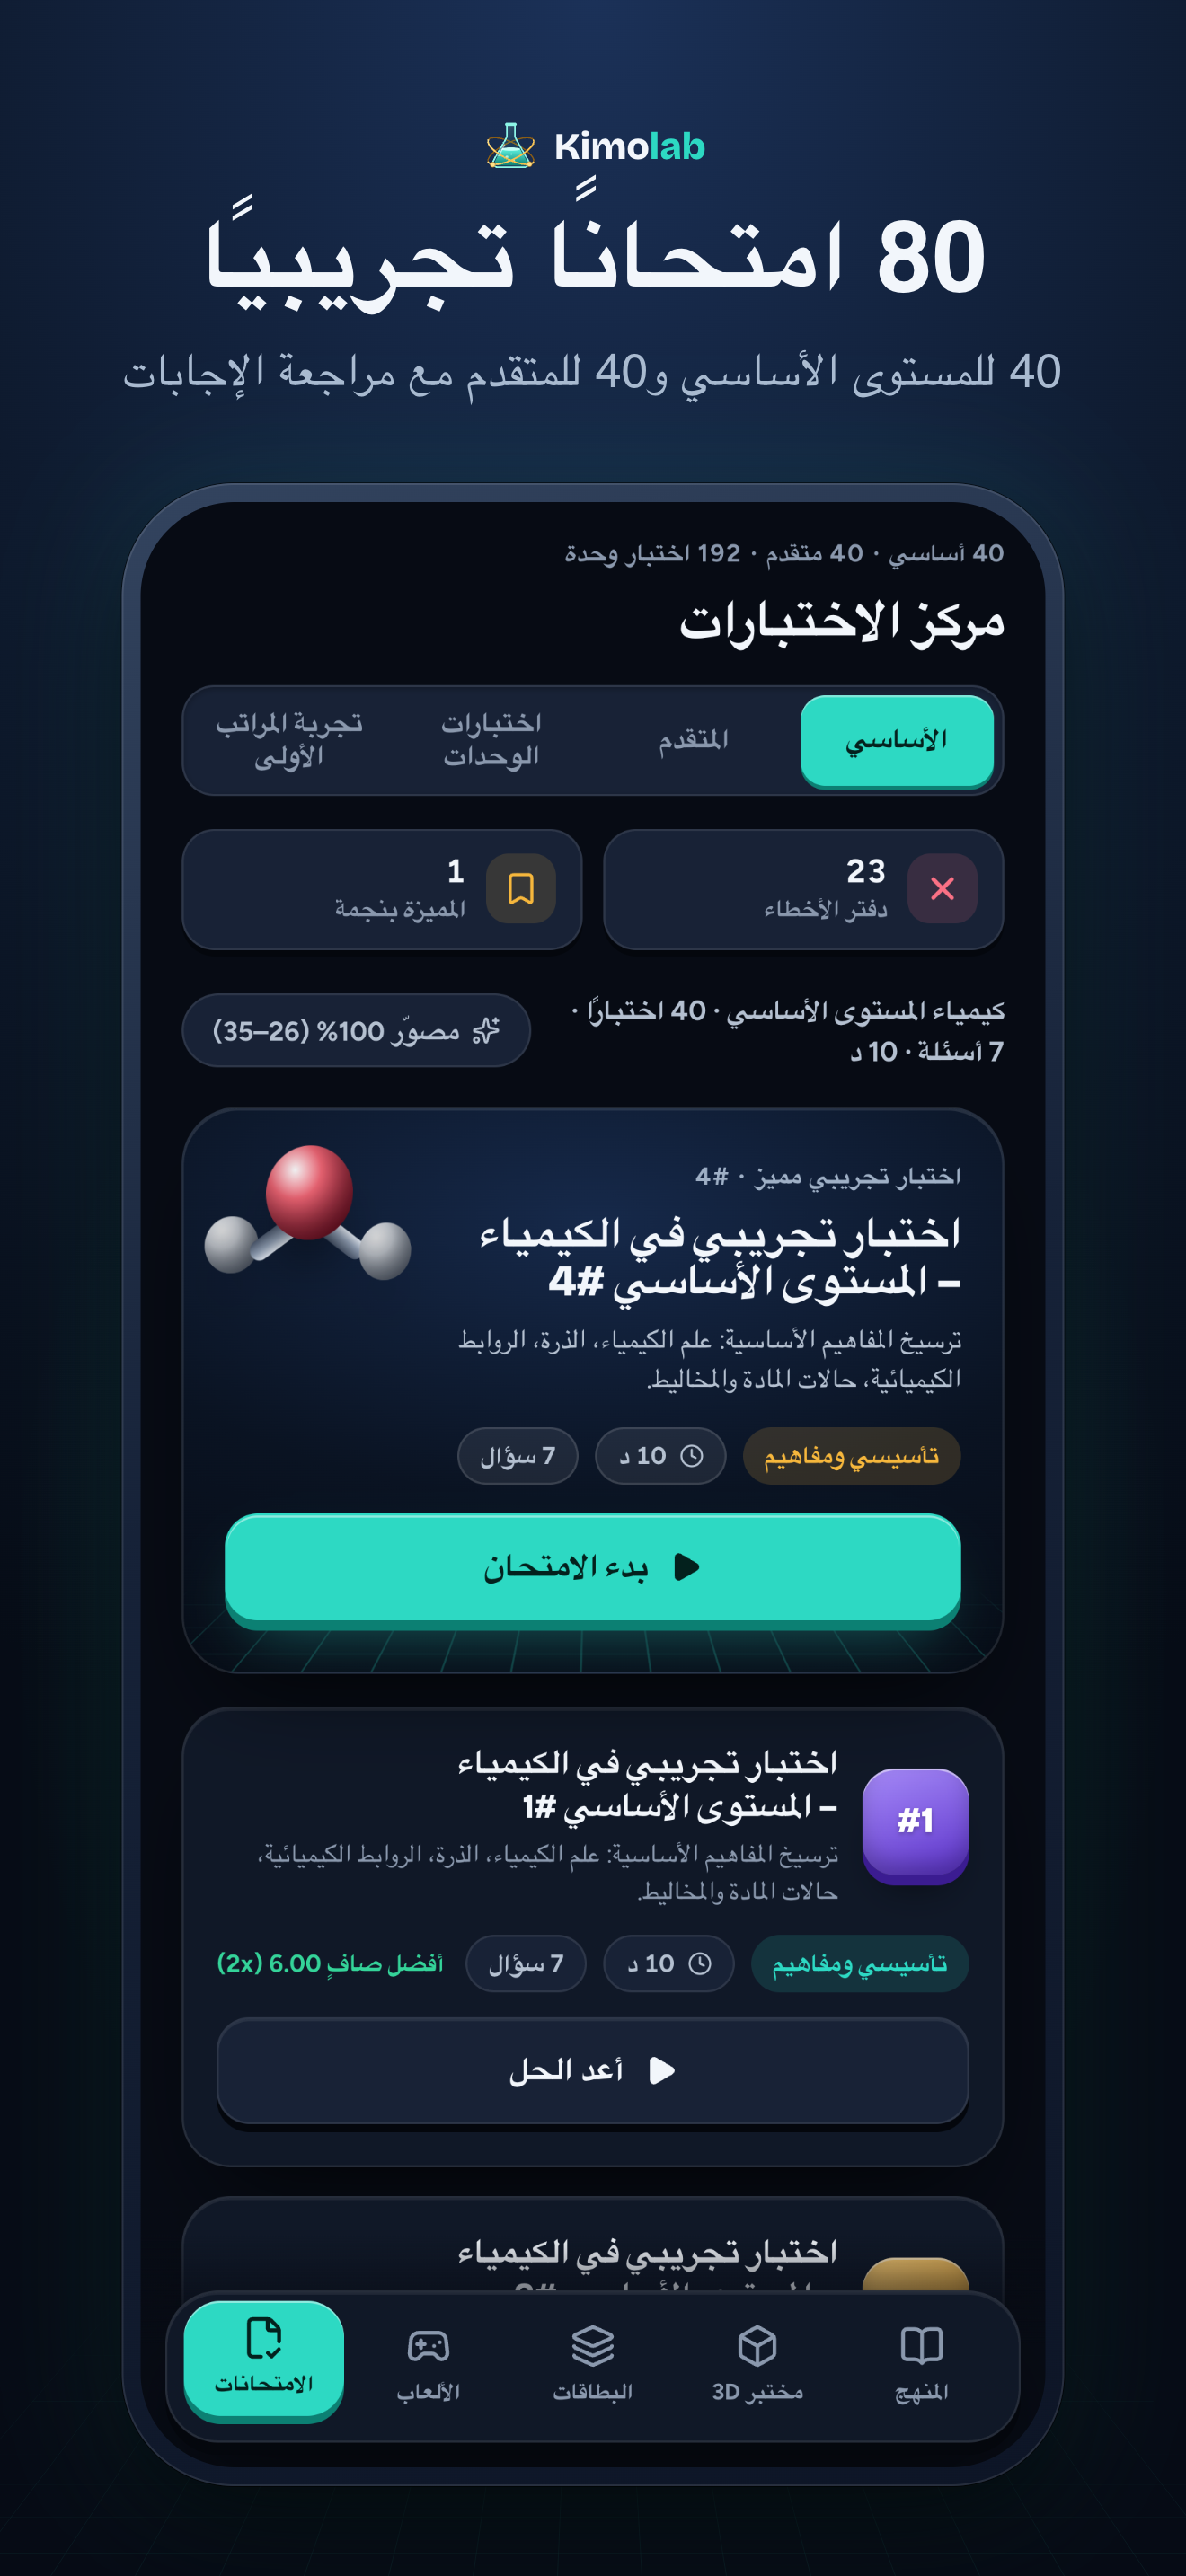 Kimolab
80 امتحانًا تجريبيًا
40 للمستوى الأساسي و40 للمتقدم مع مراجعة الإجابات
40 أساسي · 40 متقدم · 192 اختبار وحدة
مركز الاختبارات
الأساسي
المتقدم
اختبارات
الوحدات
تجربة المراتب
الأولى
23
دفتر الأخطاء
1
المميزة بنجمة
كيمياء المستوى الأساسي · 40 اختبارًا ·
7 أسئلة · 10 د
مصوّر 100% (26–35)
اختبار تجريبي مميز · #4
اختبار تجريبي في الكيمياء
– المستوى الأساسي #4
ترسيخ المفاهيم الأساسية: علم الكيمياء، الذرة، الروابط
الكيميائية، حالات المادة والمخاليط.
تأسيسي ومفاهيم
10 د
7 سؤال
بدء الامتحان
#1
اختبار تجريبي في الكيمياء
– المستوى الأساسي #1
ترسيخ المفاهيم الأساسية: علم الكيمياء، الذرة، الروابط الكيميائية،
حالات المادة والمخاليط.
تأسيسي ومفاهيم
10 د
7 سؤال
أفضل صافٍ 6.00 (2x)
أعد الحل
اختبار تجريبي في الكيمياء
المنهج
مختبر 3D
البطاقات
الألعاب
الامتحانات